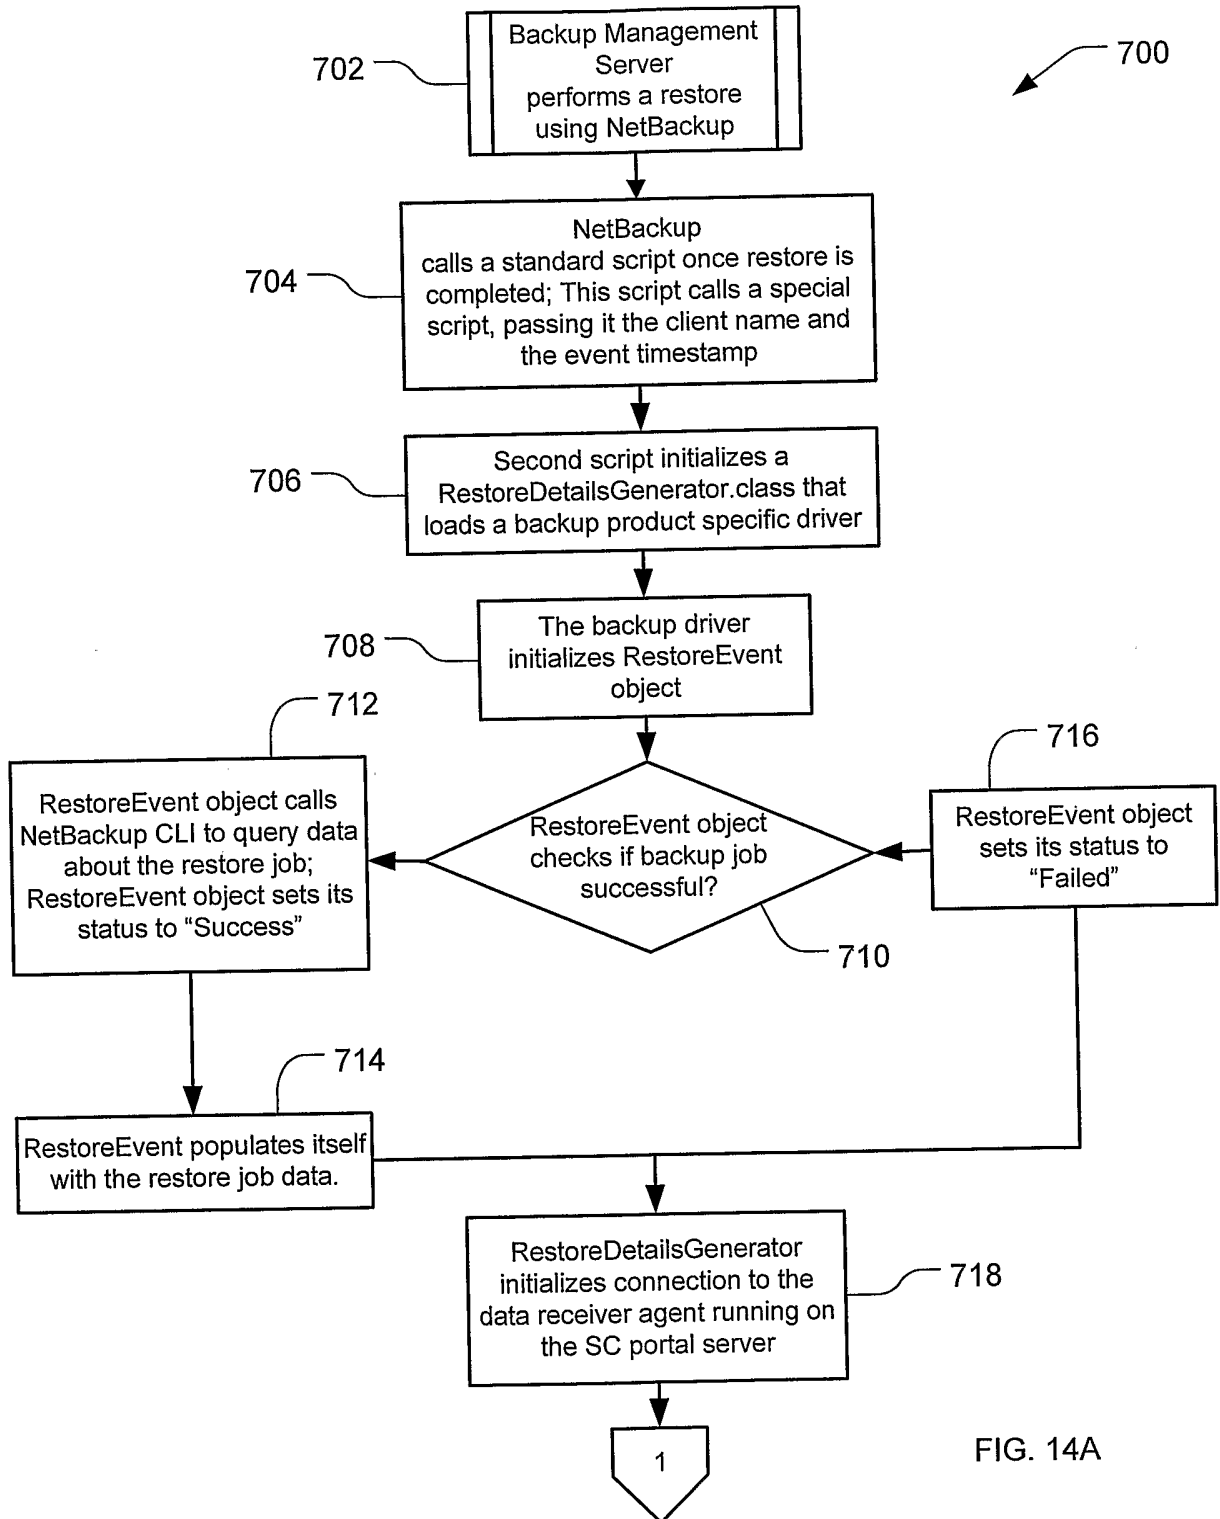 Backup Management
Server
performs a restore
using NetBackup
702
700
NetBackup
calls a standard script once restore is
completed; This script calls a special
script, passing it the client name and
the event timestamp
704
Second script initializes a
RestoreDetailsGenerator.class that
loads a backup product specific driver
706
The backup driver
initializes RestoreEvent
object
708
712
RestoreEvent object calls
NetBackup CLI to query data
about the restore job;
RestoreEvent object sets its
status to “Success”
RestoreEvent object
checks if backup job
successful?
710
716
RestoreEvent object
sets its status to
“Failed”
714
RestoreEvent populates itself
with the restore job data.
RestoreDetailsGenerator
initializes connection to the
data receiver agent running on
the SC portal server
718
1
FIG. 14A